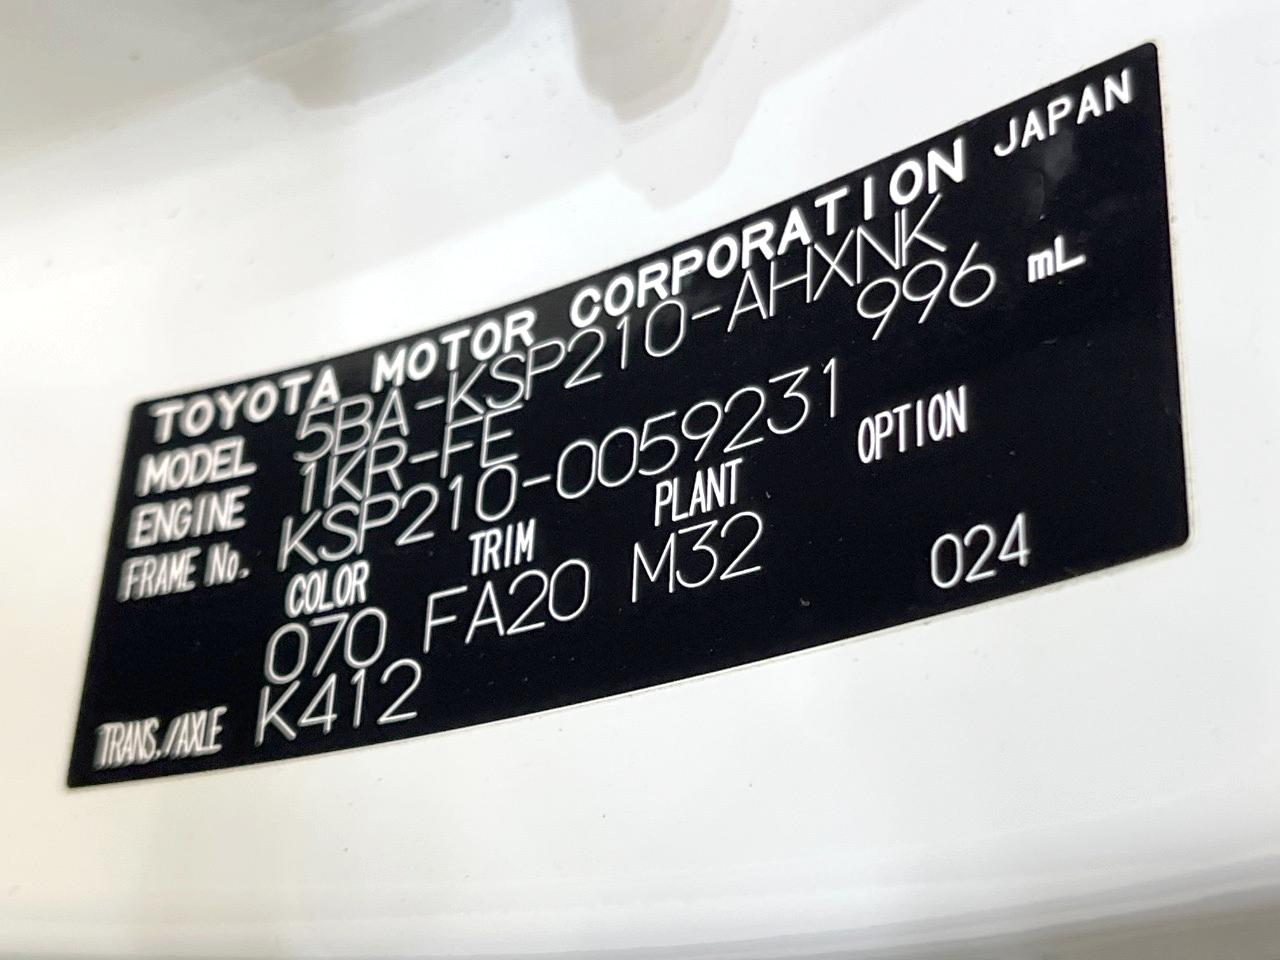 TOYOTA MOTOR CORPORATION JAPAN
MODEL 5BA-KSP210-AHXNK
ENGINE 1KR-FE 996 mL
FRAME No. KSP210-0059231
COLOR TRIM PLANT OPTION
070 FA20 M32 024
TRANS./AXLE K412